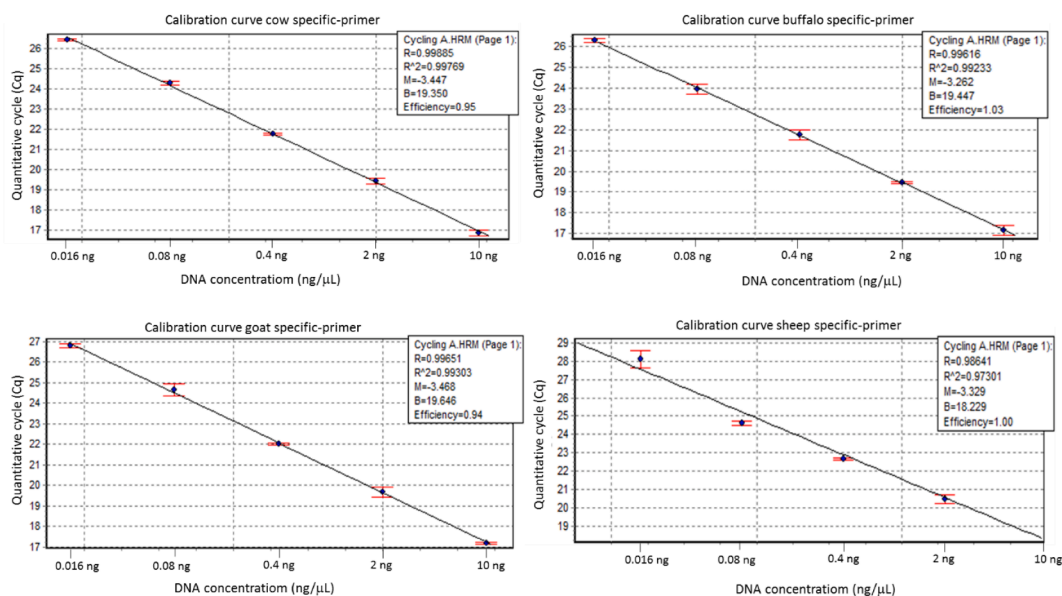 Calibration curve cow specific-primer
Quantitative cycle (Cq)
26
25
24
23
22
21
20
19
18
17
Cycling A.HRM (Page 1):
R=0.99885
R^2=0.99769
M=-3.447
B=19.350
Efficiency=0.95
0.016 ng 0.08 ng 0.4 ng 2 ng 10 ng
DNA concentratiom (ng/µL)
Calibration curve buffalo specific-primer
Quantitative cycle (Cq)
26
25
24
23
22
21
20
19
18
17
Cycling A.HRM (Page 1):
R=0.99616
R^2=0.99233
M=-3.262
B=19.447
Efficiency=1.03
0.016 ng 0.08 ng 0.4 ng 2 ng 10 ng
DNA concentratiom (ng/µL)
Calibration curve goat specific-primer
Quantitative cycle (Cq)
27
26
25
24
23
22
21
20
19
18
17
Cycling A.HRM (Page 1):
R=0.99651
R^2=0.99303
M=-3.468
B=19.646
Efficiency=0.94
0.016 ng 0.08 ng 0.4 ng 2 ng 10 ng
DNA concentratiom (ng/µL)
Calibration curve sheep specific-primer
Quantitative cycle (Cq)
29
28
27
26
25
24
23
22
21
20
19
Cycling A.HRM (Page 1):
R=0.98641
R^2=0.97301
M=-3.329
B=18.229
Efficiency=1.00
0.016 ng 0.08 ng 0.4 ng 2 ng 10 ng
DNA concentratiom (ng/µL)